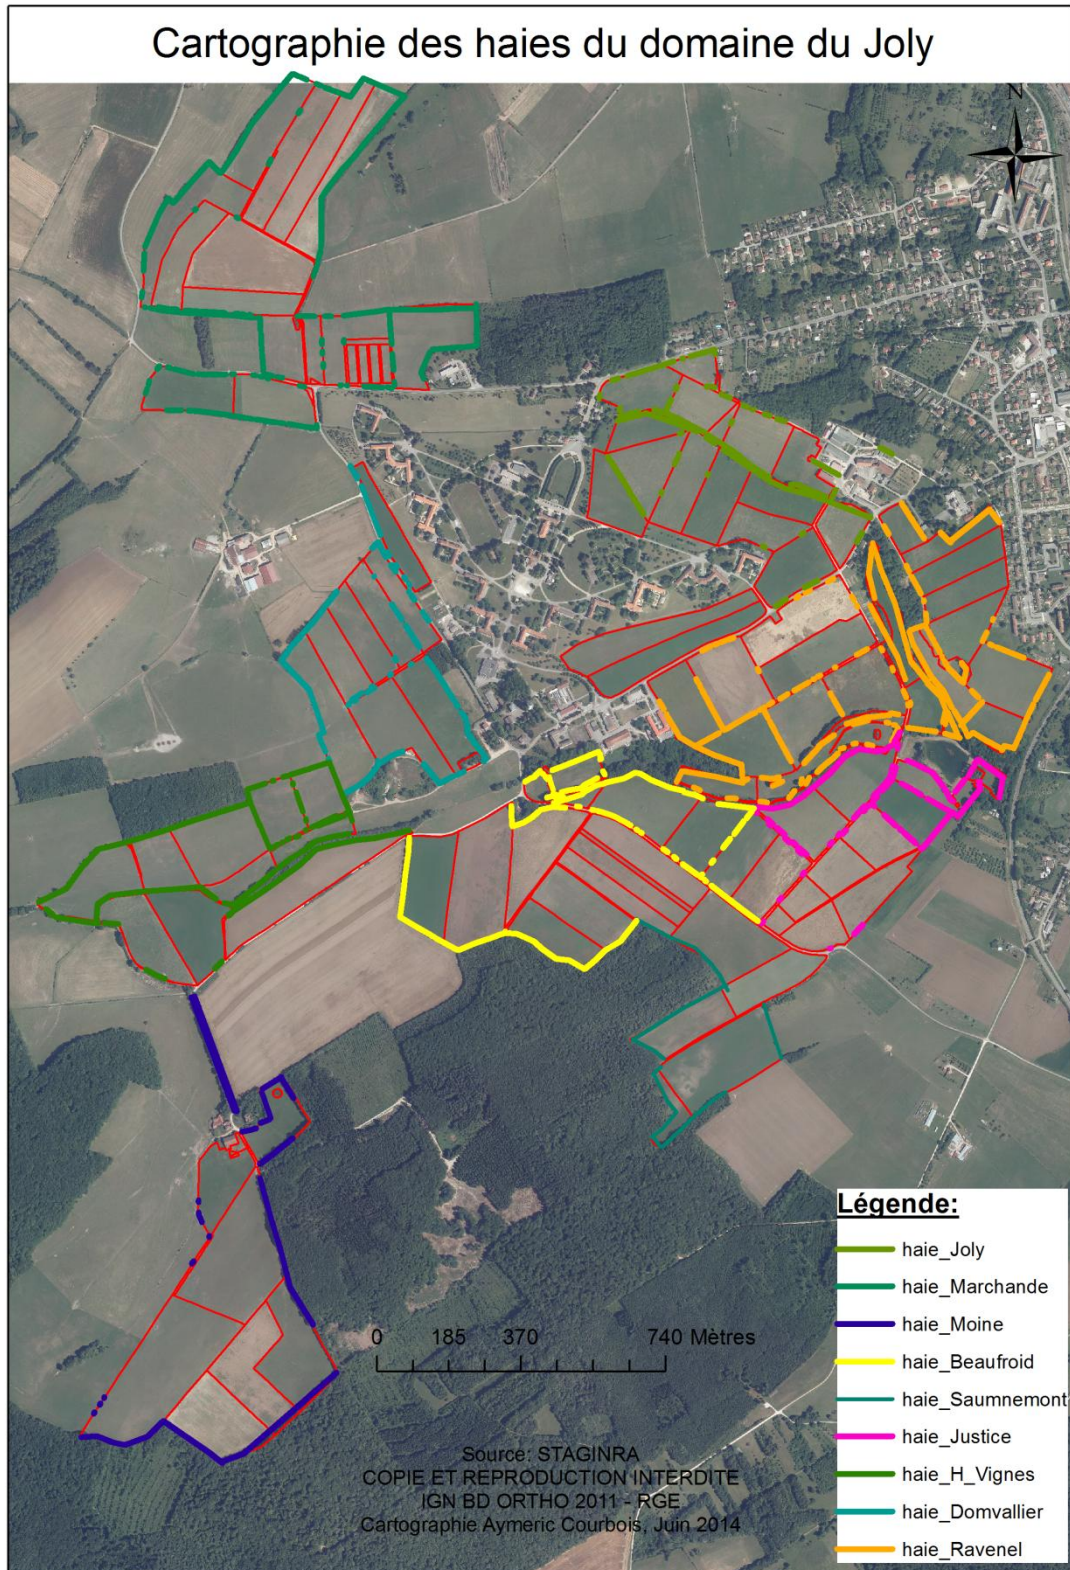 Cartographie des haies du domaine du Joly
N
Légende:
haie_Joly
haie_Marchande
haie_Moine
haie_Beaufroid
haie_Saumnemont
haie_Justice
haie_H_Vignes
haie_Domvallier
haie_Ravenel
0 185 370 740 Mètres
Source: STAGINRA
COPIE ET REPRODUCTION INTERDITE
IGN BD ORTHO 2011 - RGE
Cartographie Aymeric Courbois, Juin 2014